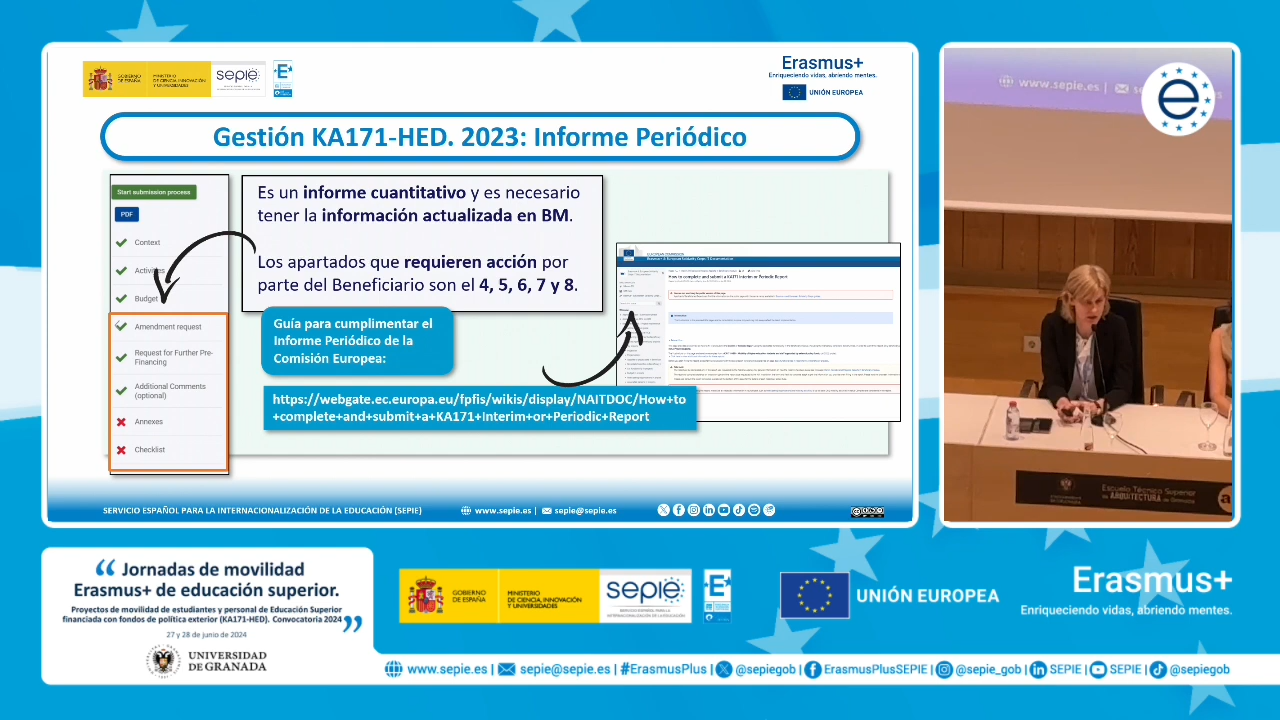 GOBIERNO
DE ESPAÑA
MINISTERIO
DE CIENCIA, INNOVACIÓN
Y UNIVERSIDADES
sepie
Erasmus+
Enriqueciendo vidas, abriendo mentes.
UNIÓN EUROPEA
Gestión KA171-HED. 2023: Informe Periódico
Start submission process
PDF
Context
Activities
Budget
Amendment request
Request for Further Pre-
Financing
Additional Comments
(optional)
Annexes
Checklist
Es un informe cuantitativo y es necesario
tener la información actualizada en BM.
Los apartados que requieren acción por
parte del Beneficiario son el 4, 5, 6, 7 y 8.
Guía para cumplimentar el
Informe Periódico de la
Comisión Europea:
https://webgate.ec.europa.eu/fpfis/wikis/display/NAITDOC/How+to
+complete+and+submit+a+KA171+Interim+or+Periodic+Report
How to complete and submit a KA171 Interim or Periodic Report
SERVICIO ESPAÑOL PARA LA INTERNACIONALIZACIÓN DE LA EDUCACIÓN (SEPIE)
www.sepie.es |
sepie@sepie.es
www.sepie.es |
e
Escuela Técnico Superior
de ARQUITECTURA de Granada
“ Jornadas de movilidad
Erasmus+ de educación superior.
Proyectos de movilidad de estudiantes y personal de Educación Superior
financiada con fondos de política exterior (KA171-HED). Convocatoria 2024 ”
27 y 28 de junio de 2024
UNIVERSIDAD
DE GRANADA
GOBIERNO
DE ESPAÑA
MINISTERIO
DE CIENCIA, INNOVACIÓN
Y UNIVERSIDADES
sepie
UNIÓN EUROPEA
Erasmus+
Enriqueciendo vidas, abriendo mentes.
www.sepie.es | sepie@sepie.es | #ErasmusPlus | @sepiegob | ErasmusPlusSEPIE | @sepie_gob | SEPIE | SEPIE | @sepiegob